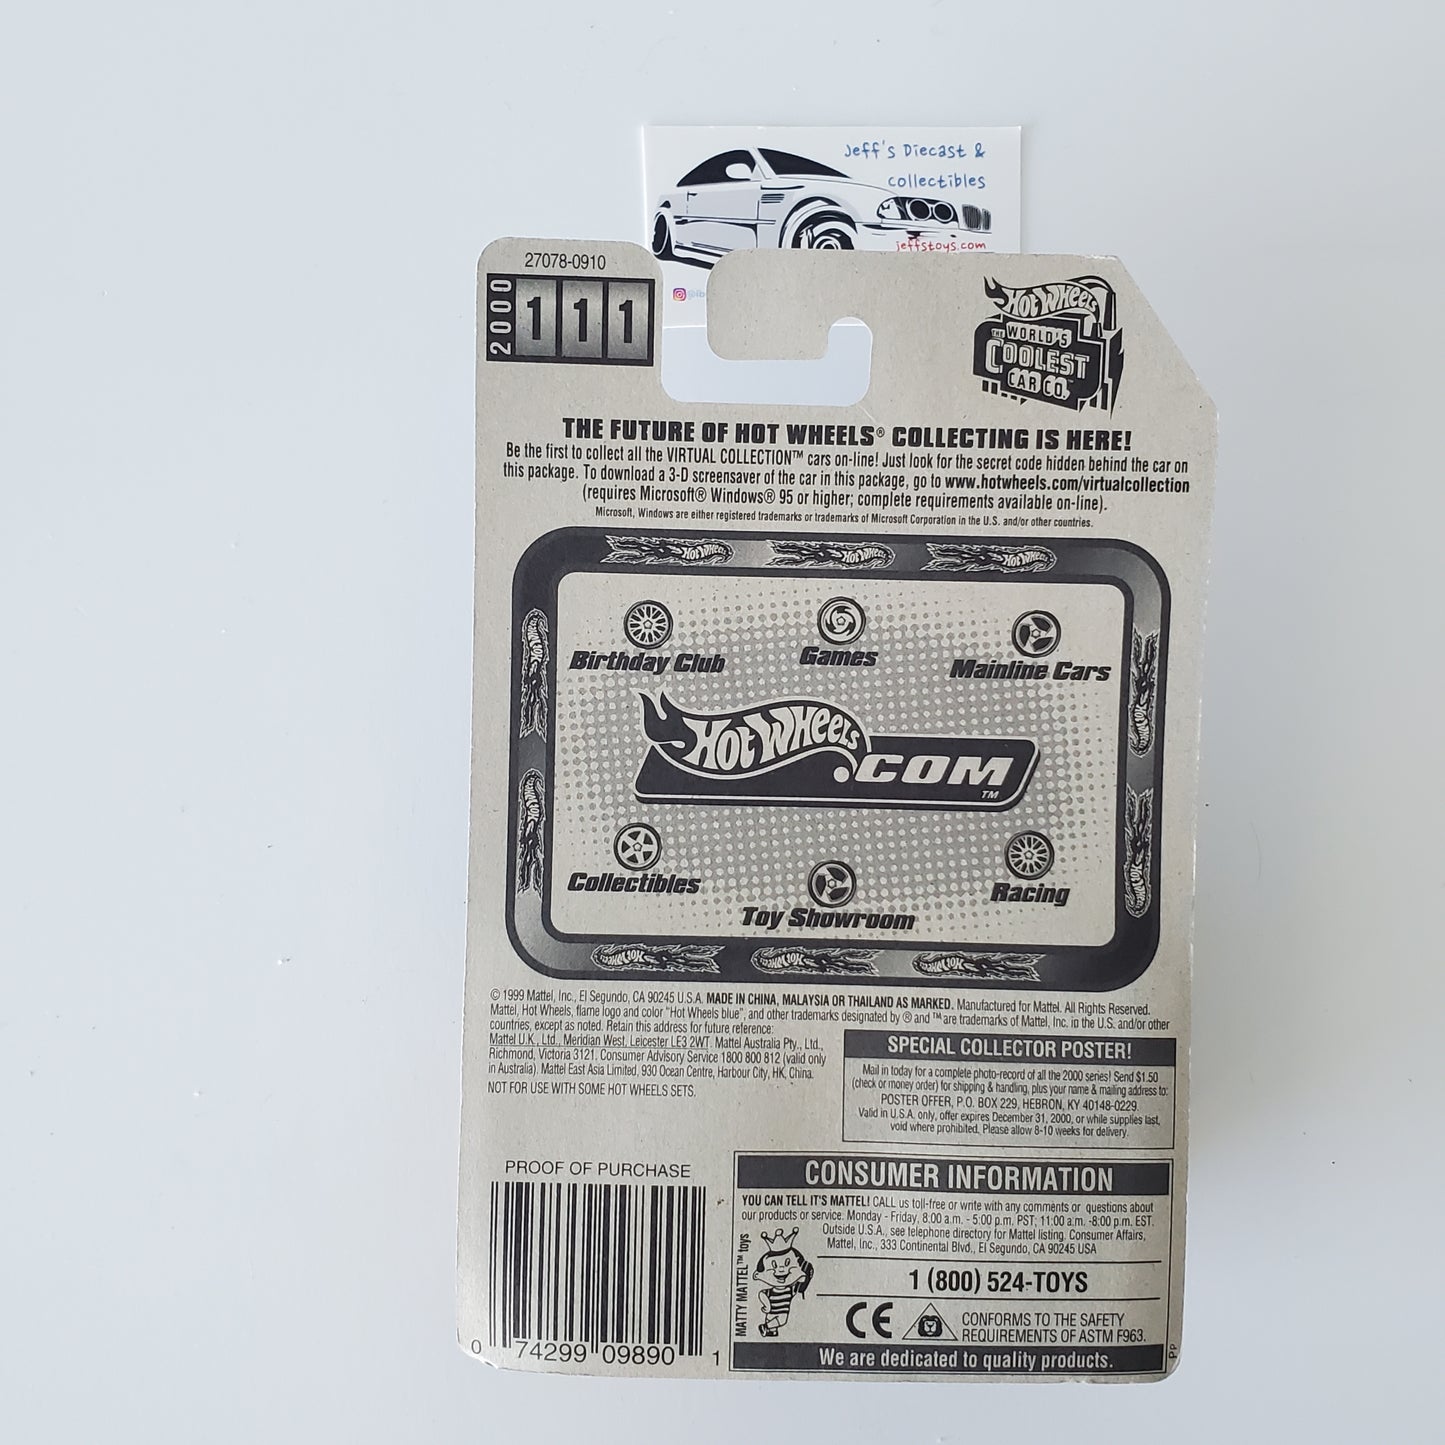 Jeff's Diecast &
collectibles
jeffstoys.com
27078-0910
2000
111
Hot Wheels
THE WORLD'S
COOLEST
CAR CO.™
THE FUTURE OF HOT WHEELS® COLLECTING IS HERE!
Be the first to collect all the VIRTUAL COLLECTION™ cars on-line! Just look for the secret code hidden behind the car on
this package. To download a 3-D screensaver of the car in this package, go to www.hotwheels.com/virtualcollection
(requires Microsoft® Windows® 95 or higher; complete requirements available on-line).
Microsoft, Windows are either registered trademarks or trademarks of Microsoft Corporation in the U.S. and/or other countries.
Hot Wheels Hot Wheels Hot Wheels
Birthday Club
Games
Mainline Cars
Hot Wheels
.COM
TM
Collectibles
Toy Showroom
Racing
Hot Wheels Hot Wheels Hot Wheels
© 1999 Mattel, Inc., El Segundo, CA 90245 U.S.A. MADE IN CHINA, MALAYSIA OR THAILAND AS MARKED. Manufactured for Mattel. All Rights Reserved.
Mattel, Hot Wheels, flame logo and color "Hot Wheels blue", and other trademarks designated by ® and ™ are trademarks of Mattel, Inc. in the U.S. and/or other
countries, except as noted. Retain this address for future reference:
Mattel U.K., Ltd., Meridian West, Leicester LE3 2WT. Mattel Australia Pty., Ltd.,
Richmond, Victoria 3121. Consumer Advisory Service 1800 800 812 (valid only
in Australia). Mattel East Asia Limited, 930 Ocean Centre, Harbour City, HK, China.
NOT FOR USE WITH SOME HOT WHEELS SETS.
SPECIAL COLLECTOR POSTER!
Mail in today for a complete photo-record of all the 2000 series! Send $1.50
(check or money order) for shipping & handling, plus your name & mailing address to:
POSTER OFFER, P.O. BOX 229, HEBRON, KY 40148-0229.
Valid in U.S.A. only, offer expires December 31, 2000, or while supplies last,
void where prohibited. Please allow 8-10 weeks for delivery.
PROOF OF PURCHASE
0 74299 09890 1
CONSUMER INFORMATION
YOU CAN TELL IT'S MATTEL! CALL us toll-free or write with any comments or questions about
our products or service. Monday - Friday, 8:00 a.m. - 5:00 p.m. PST; 11:00 a.m. -8:00 p.m. EST.
Outside U.S.A., see telephone directory for Mattel listing. Consumer Affairs,
Mattel, Inc., 333 Continental Blvd., El Segundo, CA 90245 USA
MATTY MATTEL™ toys
1 (800) 524-TOYS
CE
CONFORMS TO THE SAFETY
REQUIREMENTS OF ASTM F963.
We are dedicated to quality products.
PP